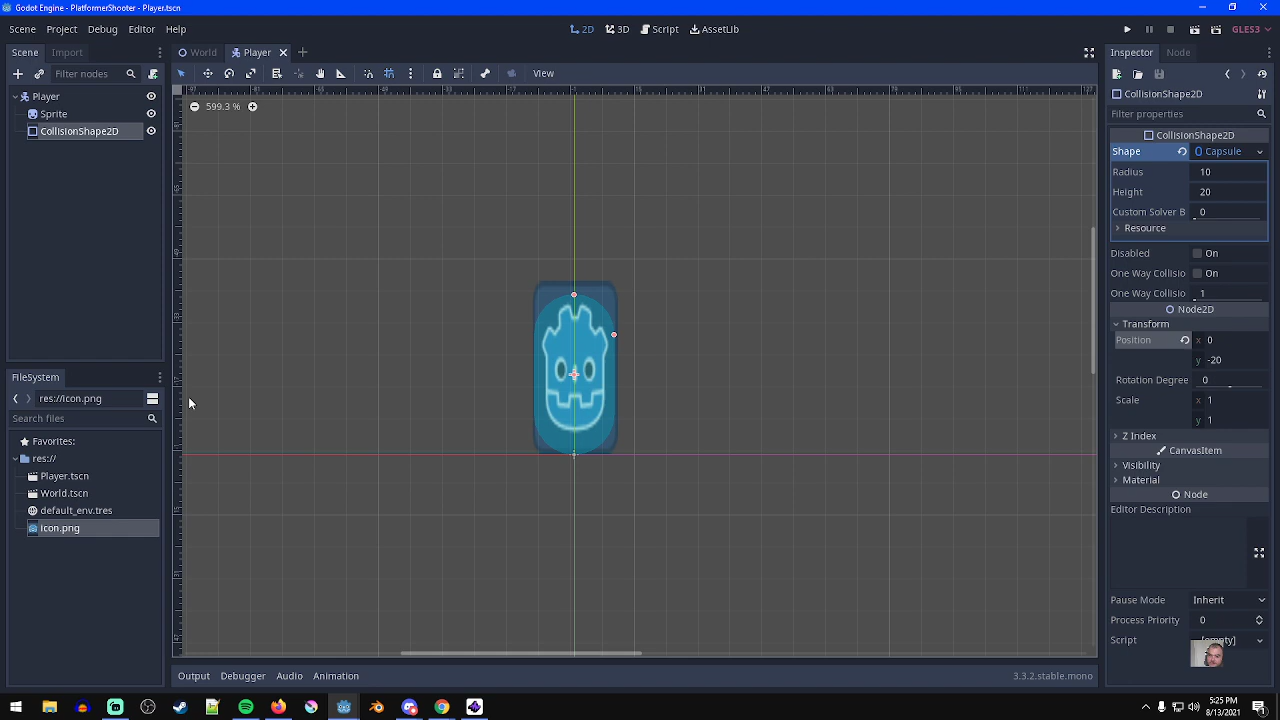 Godot Engine - PlatformerShooter - Player.tscn
Scene Project Debug Editor Help
2D 3D Script AssetLib
GLES3
Scene Import
World Player
Inspector Node
Filter nodes
View
CollisionShape2D
599.3 %
Player
Sprite
CollisionShape2D
Filter properties
CollisionShape2D
Shape Capsule
Radius 10
Height 20
Custom Solver B 0
Resource
Disabled On
One Way Collisio On
One Way Collisio 1
Node2D
Transform
Position x 0
y -20
Rotation Degree 0
Scale x 1
y 1
Z Index
CanvasItem
Visibility
Material
Node
Editor Description
Pause Mode Inherit
Process Priority 0
Script
FileSystem
res://icon.png
Search files
Favorites:
res://
Player.tscn
World.tscn
default_env.tres
icon.png
Output Debugger Audio Animation
3.3.2.stable.mono
5:25 PM
8/13/2021